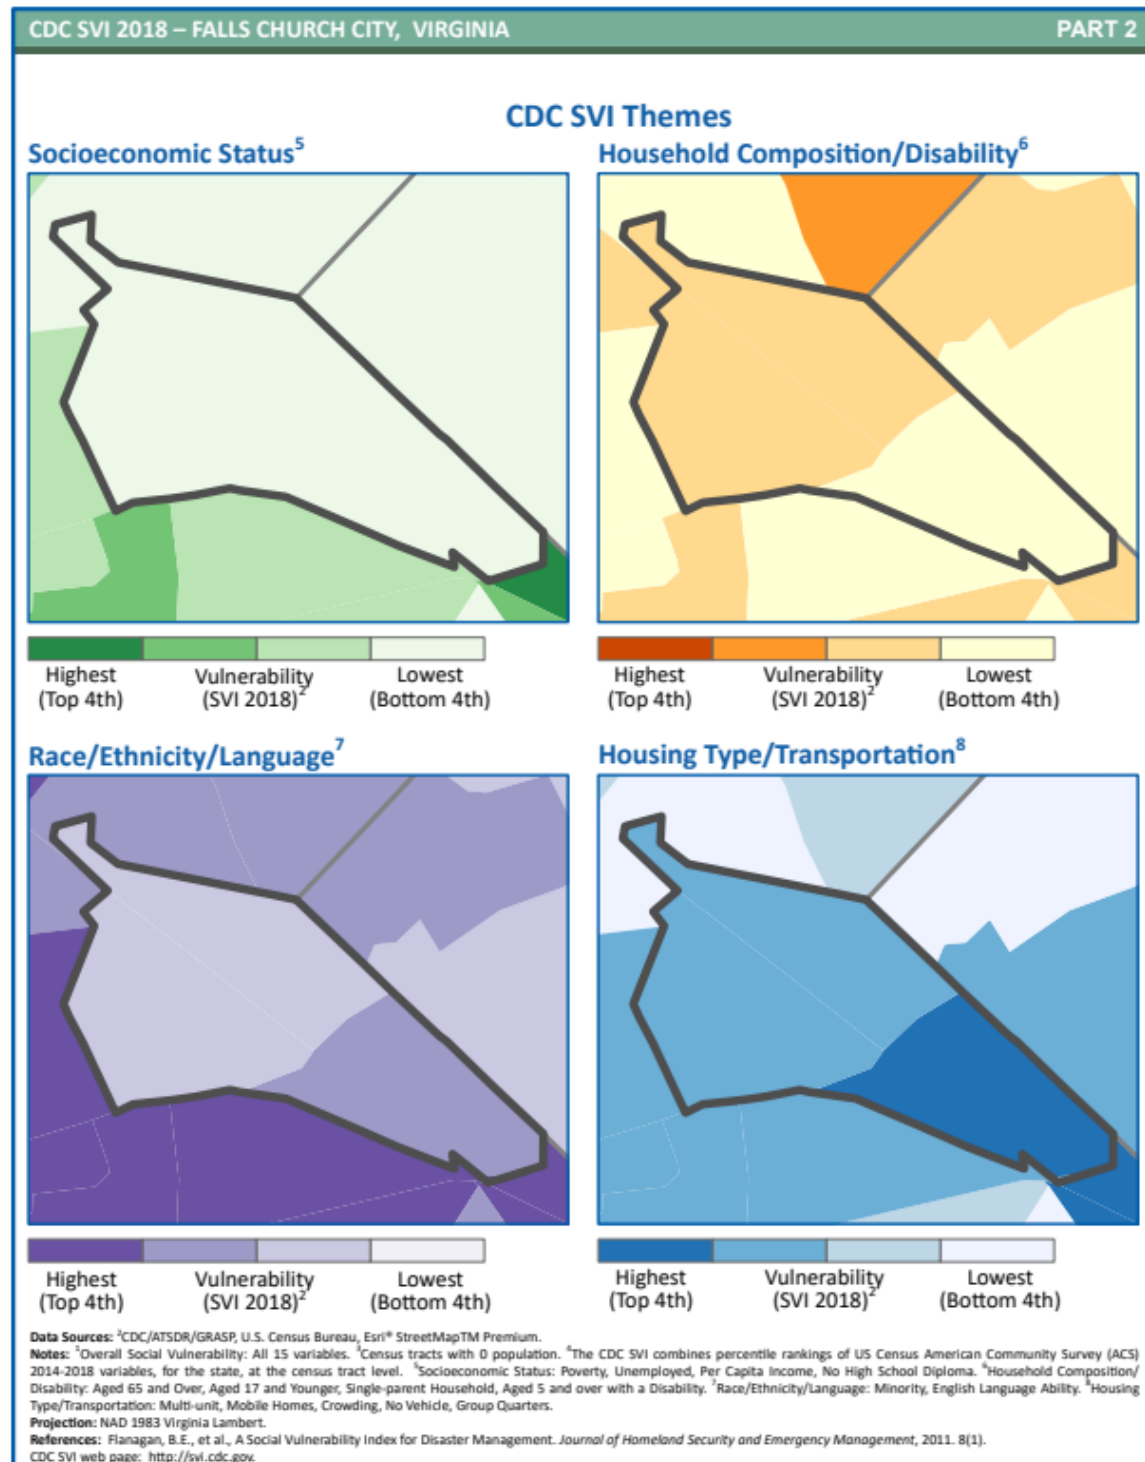 CDC SVI 2018 – FALLS CHURCH CITY, VIRGINIA PART 2
CDC SVI Themes
Socioeconomic Status⁵ Household Composition/Disability⁶
Highest (Top 4th) Vulnerability (SVI 2018)² Lowest (Bottom 4th)
Highest (Top 4th) Vulnerability (SVI 2018)² Lowest (Bottom 4th)
Race/Ethnicity/Language⁷ Housing Type/Transportation⁸
Highest (Top 4th) Vulnerability (SVI 2018)² Lowest (Bottom 4th)
Highest (Top 4th) Vulnerability (SVI 2018)² Lowest (Bottom 4th)
Data Sources: ²CDC/ATSDR/GRASP, U.S. Census Bureau, Esri® StreetMapTM Premium.
Notes: ¹Overall Social Vulnerability: All 15 variables. ³Census tracts with 0 population. ⁴The CDC SVI combines percentile rankings of US Census American Community Survey (ACS)
2014-2018 variables, for the state, at the census tract level. ⁵Socioeconomic Status: Poverty, Unemployed, Per Capita Income, No High School Diploma. ⁶Household Composition/
Disability: Aged 65 and Over, Aged 17 and Younger, Single-parent Household, Aged 5 and over with a Disability. ⁷Race/Ethnicity/Language: Minority, English Language Ability. ⁸Housing
Type/Transportation: Multi-unit, Mobile Homes, Crowding, No Vehicle, Group Quarters.
Projection: NAD 1983 Virginia Lambert.
References: Flanagan, B.E., et al., A Social Vulnerability Index for Disaster Management. Journal of Homeland Security and Emergency Management, 2011. 8(1).
CDC SVI web page: http://svi.cdc.gov.